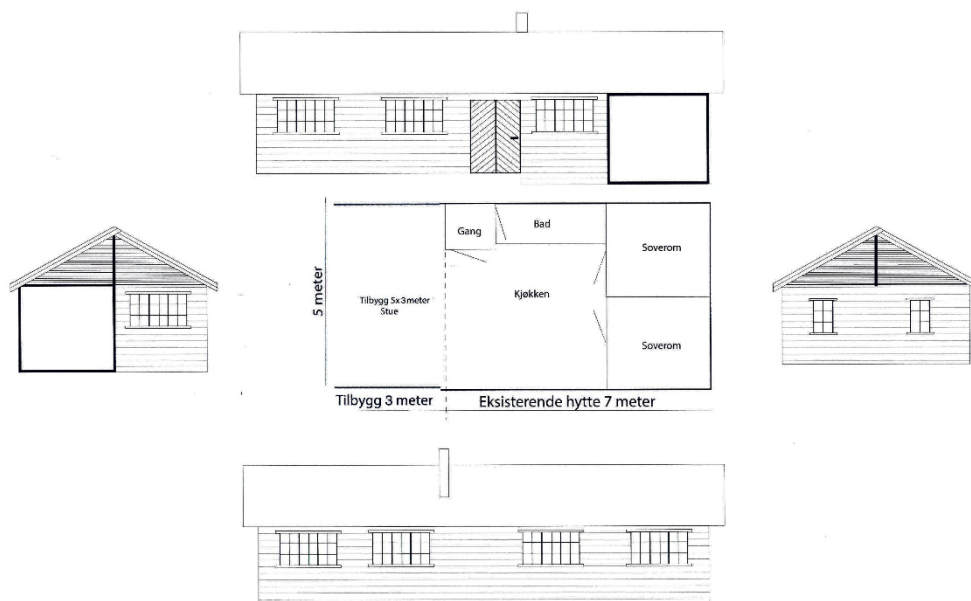 Gang
Bad
Soverom
5 meter
Tilbygg 5x3meter
Stue
Kjøkken
Soverom
Tilbygg 3 meter
Eksisterende hytte 7 meter